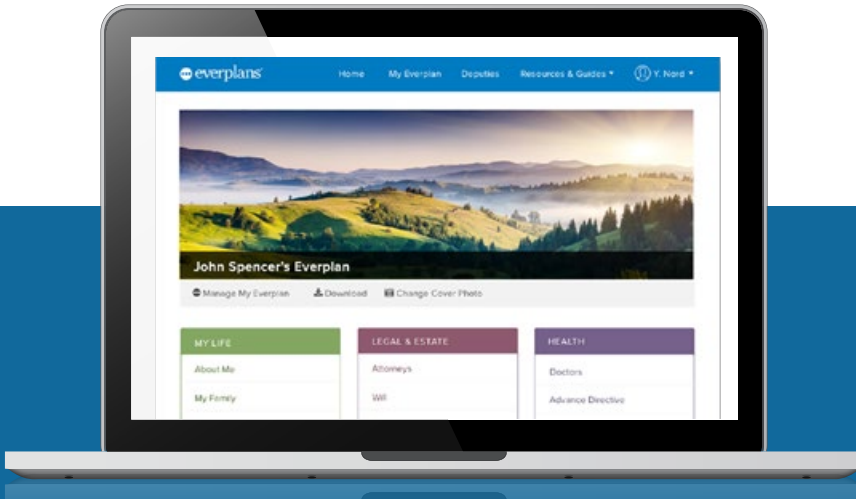 everplans
Home My Everplan Deputies Resources & Guides Y. Nord
John Spencer's Everplan
Manage My Everplan Download Change Cover Photo
MY LIFE LEGAL & ESTATE HEALTH
About Me Attorneys Doctors
My Family Will Advance Directive